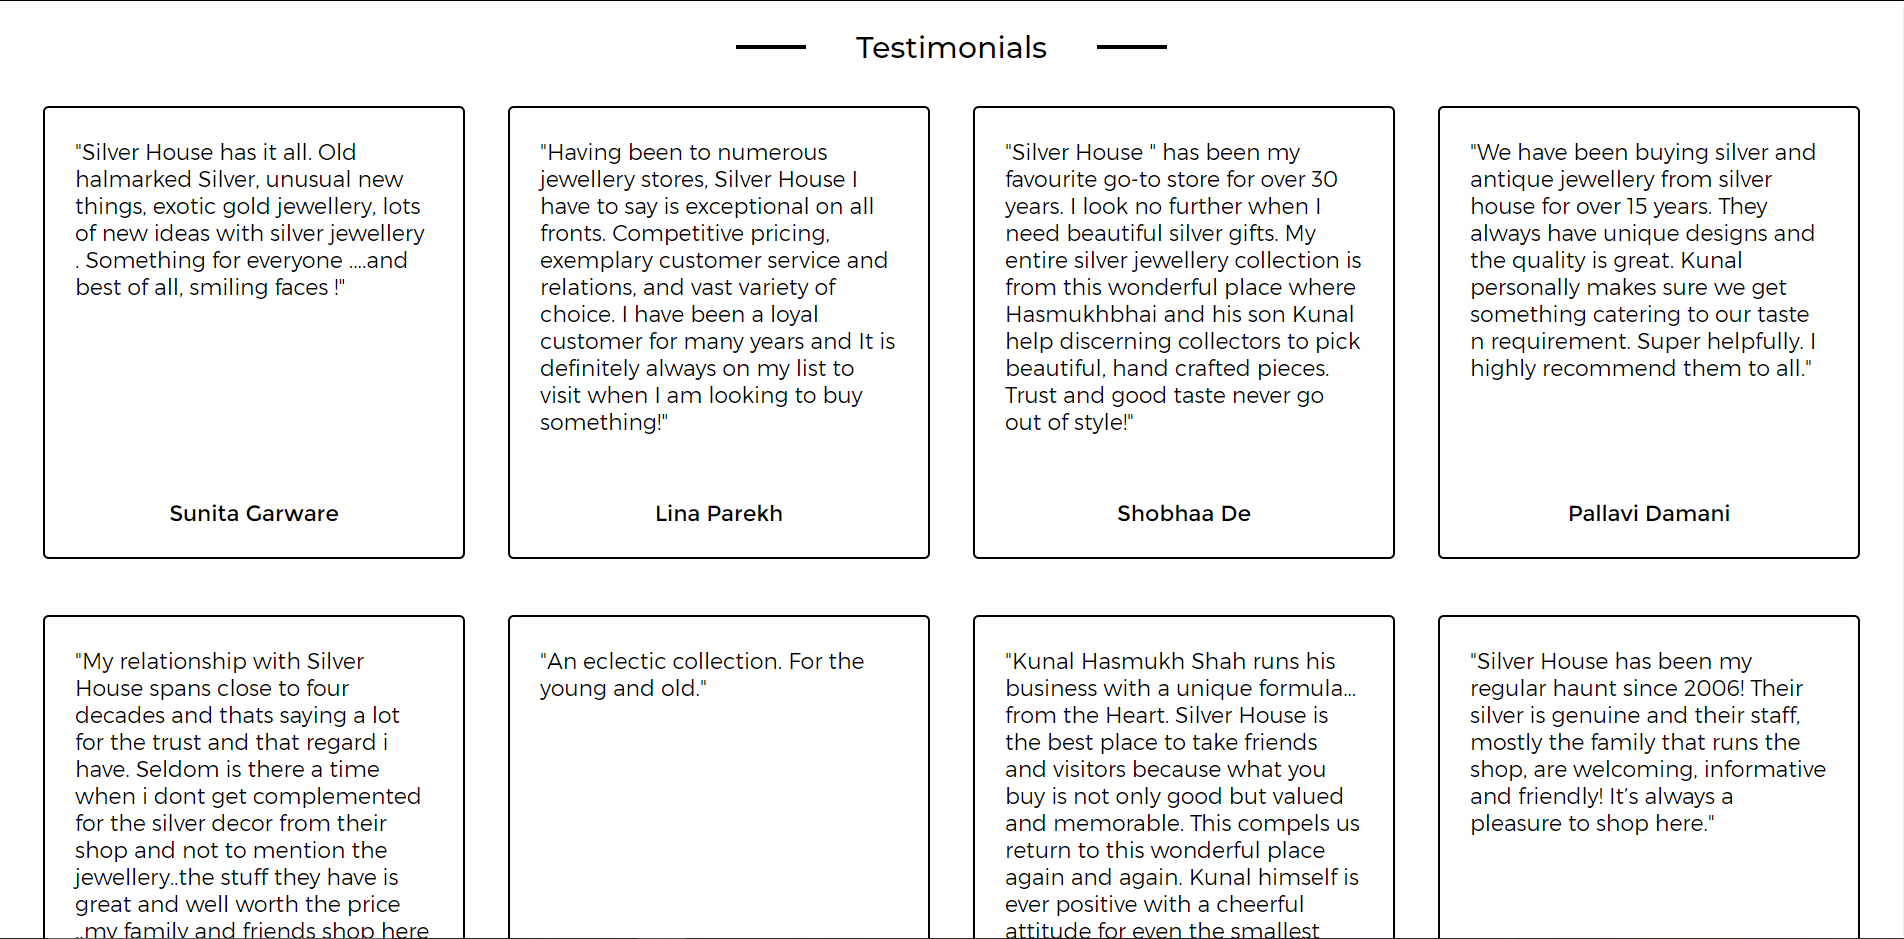 Testimonials
"Silver House has it all. Old
halmarked Silver, unusual new
things, exotic gold jewellery, lots
of new ideas with silver jewellery
. Something for everyone ....and
best of all, smiling faces !"
Sunita Garware
"Having been to numerous
jewellery stores, Silver House I
have to say is exceptional on all
fronts. Competitive pricing,
exemplary customer service and
relations, and vast variety of
choice. I have been a loyal
customer for many years and It is
definitely always on my list to
visit when I am looking to buy
something!"
Lina Parekh
"Silver House " has been my
favourite go-to store for over 30
years. I look no further when I
need beautiful silver gifts. My
entire silver jewellery collection is
from this wonderful place where
Hasmukhbhai and his son Kunal
help discerning collectors to pick
beautiful, hand crafted pieces.
Trust and good taste never go
out of style!"
Shobhaa De
"We have been buying silver and
antique jewellery from silver
house for over 15 years. They
always have unique designs and
the quality is great. Kunal
personally makes sure we get
something catering to our taste
n requirement. Super helpfully. I
highly recommend them to all."
Pallavi Damani
"My relationship with Silver
House spans close to four
decades and thats saying a lot
for the trust and that regard i
have. Seldom is there a time
when i dont get complemented
for the silver decor from their
shop and not to mention the
jewellery..the stuff they have is
great and well worth the price
..my family and friends shop here
"An eclectic collection. For the
young and old."
"Kunal Hasmukh Shah runs his
business with a unique formula...
from the Heart. Silver House is
the best place to take friends
and visitors because what you
buy is not only good but valued
and memorable. This compels us
return to this wonderful place
again and again. Kunal himself is
ever positive with a cheerful
attitude for even the smallest
"Silver House has been my
regular haunt since 2006! Their
silver is genuine and their staff,
mostly the family that runs the
shop, are welcoming, informative
and friendly! It’s always a
pleasure to shop here."